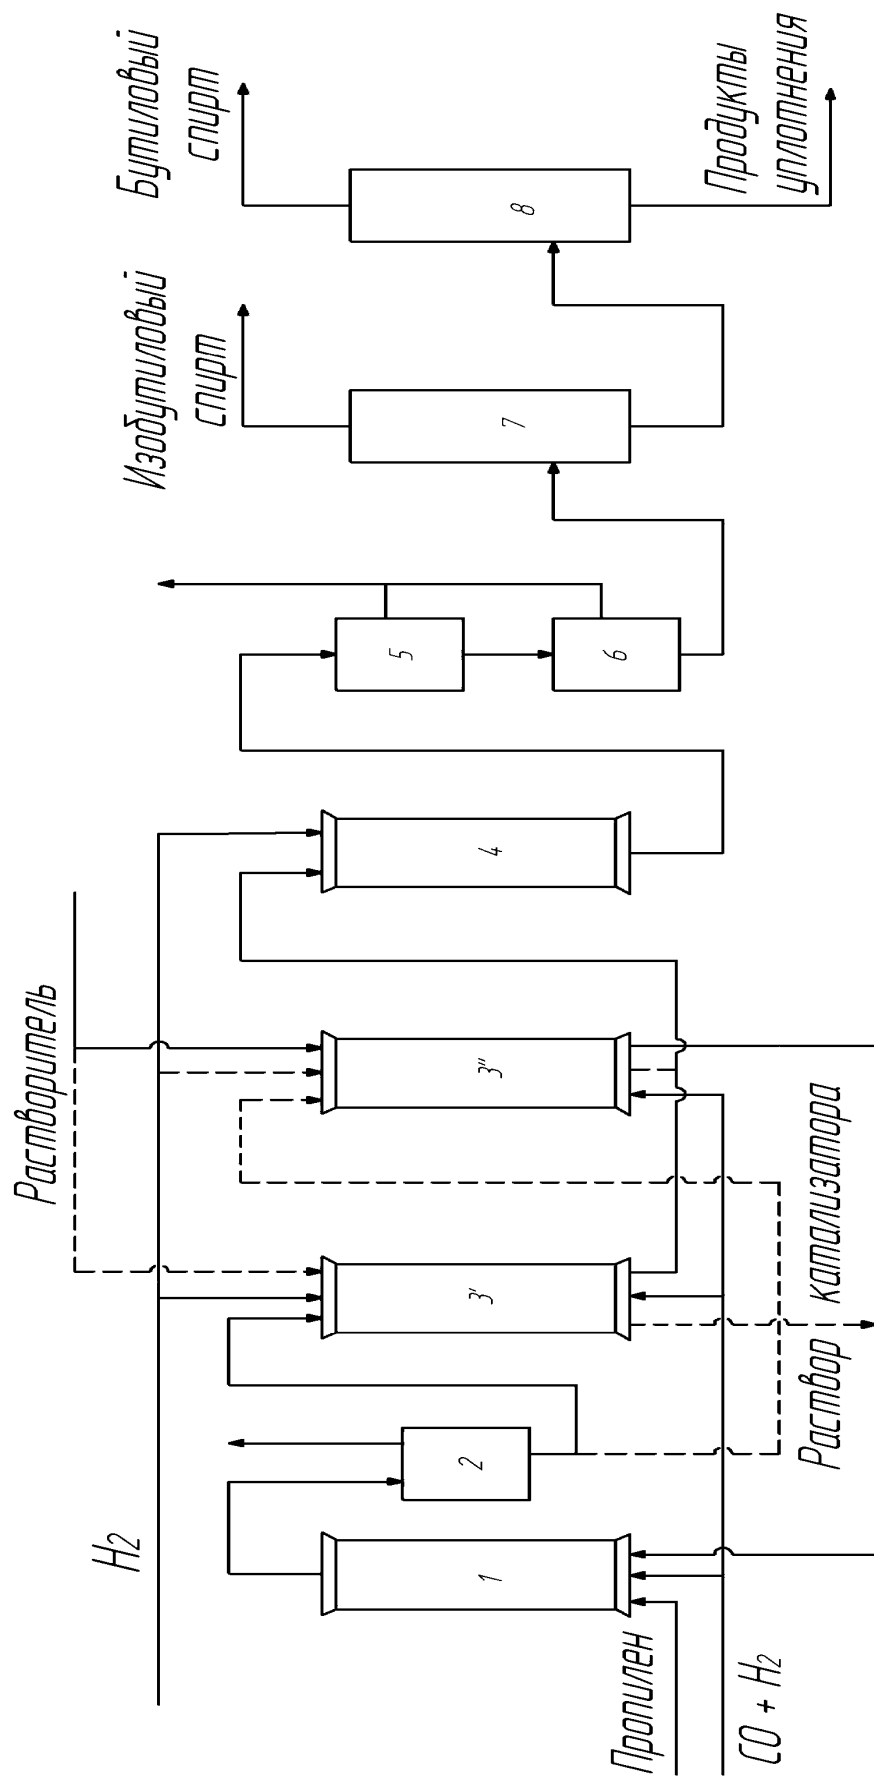 Растворитель
H2
Бутиловый
спирт
Изобутиловый
спирт
1
2
3'
3"
4
5
6
7
8
Пропилен
CO + H2
Раствор катализатора
Продукты
уплотнения